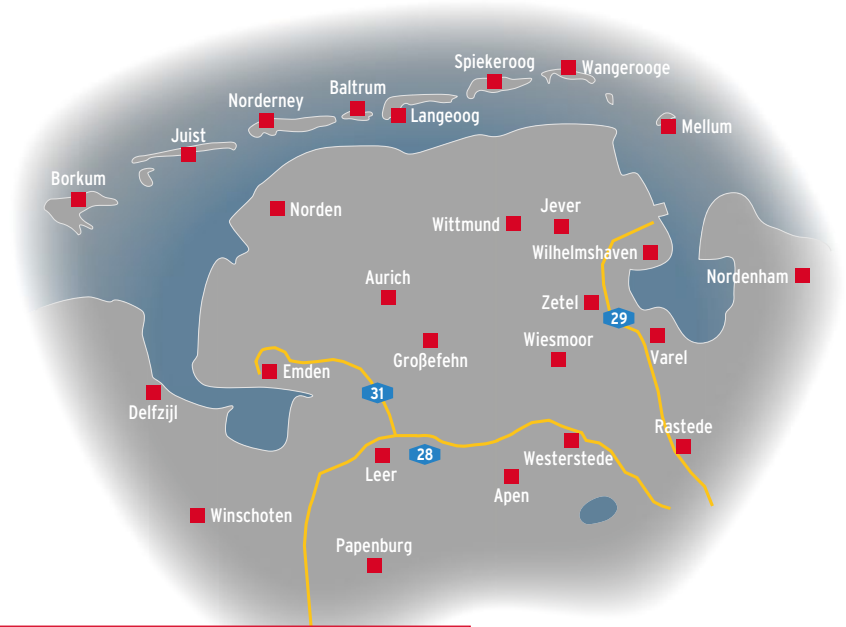 Spiekeroog
Wangerooge
Baltrum
Norderney
Langeoog
Mellum
Juist
Borkum
Norden
Jever
Wittmund
Wilhelmshaven
Nordenham
Aurich
Zetel
29
Wiesmoor
Varel
Großefehn
Emden
31
Delfzijl
Rastede
28
Westerstede
Leer
Apen
Winschoten
Papenburg